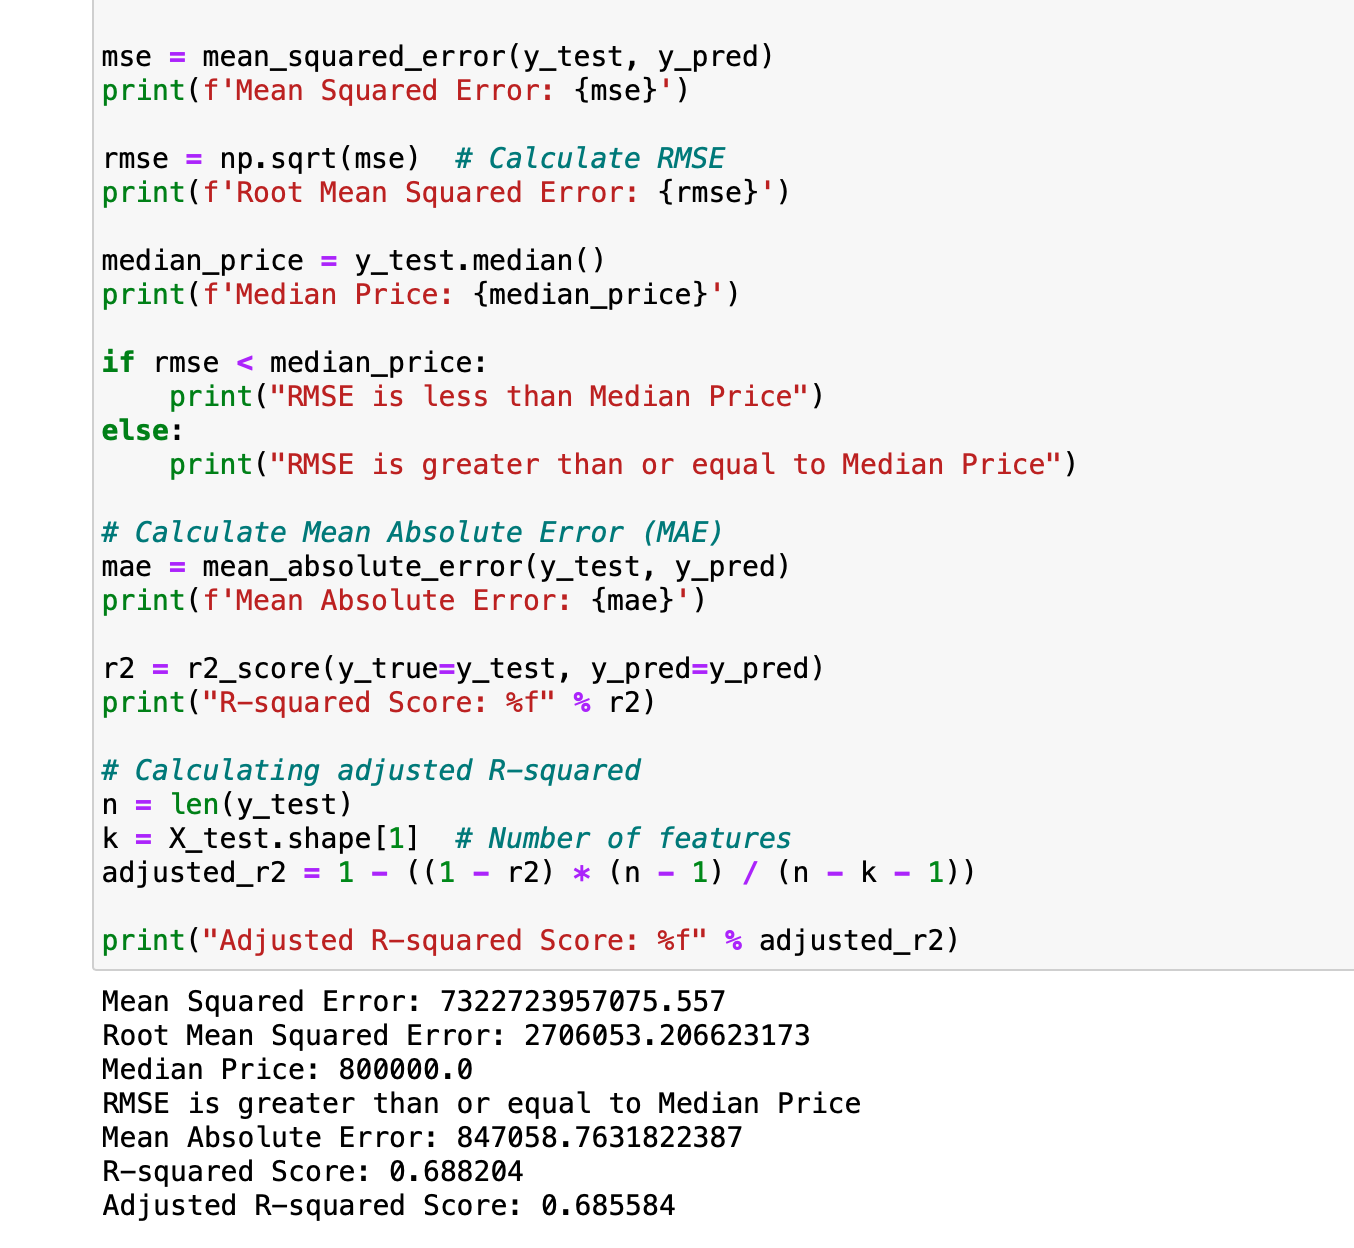 mse = mean_squared_error(y_test, y_pred)
print(f'Mean Squared Error: {mse}')
rmse = np.sqrt(mse)  # Calculate RMSE
print(f'Root Mean Squared Error: {rmse}')
median_price = y_test.median()
print(f'Median Price: {median_price}')
if rmse < median_price:
    print("RMSE is less than Median Price")
else:
    print("RMSE is greater than or equal to Median Price")
# Calculate Mean Absolute Error (MAE)
mae = mean_absolute_error(y_test, y_pred)
print(f'Mean Absolute Error: {mae}')
r2 = r2_score(y_true=y_test, y_pred=y_pred)
print("R-squared Score: %f" % r2)
# Calculating adjusted R-squared
n = len(y_test)
k = X_test.shape[1]  # Number of features
adjusted_r2 = 1 - ((1 - r2) * (n - 1) / (n - k - 1))
print("Adjusted R-squared Score: %f" % adjusted_r2)
Mean Squared Error: 7322723957075.557
Root Mean Squared Error: 2706053.206623173
Median Price: 800000.0
RMSE is greater than or equal to Median Price
Mean Absolute Error: 847058.7631822387
R-squared Score: 0.688204
Adjusted R-squared Score: 0.685584